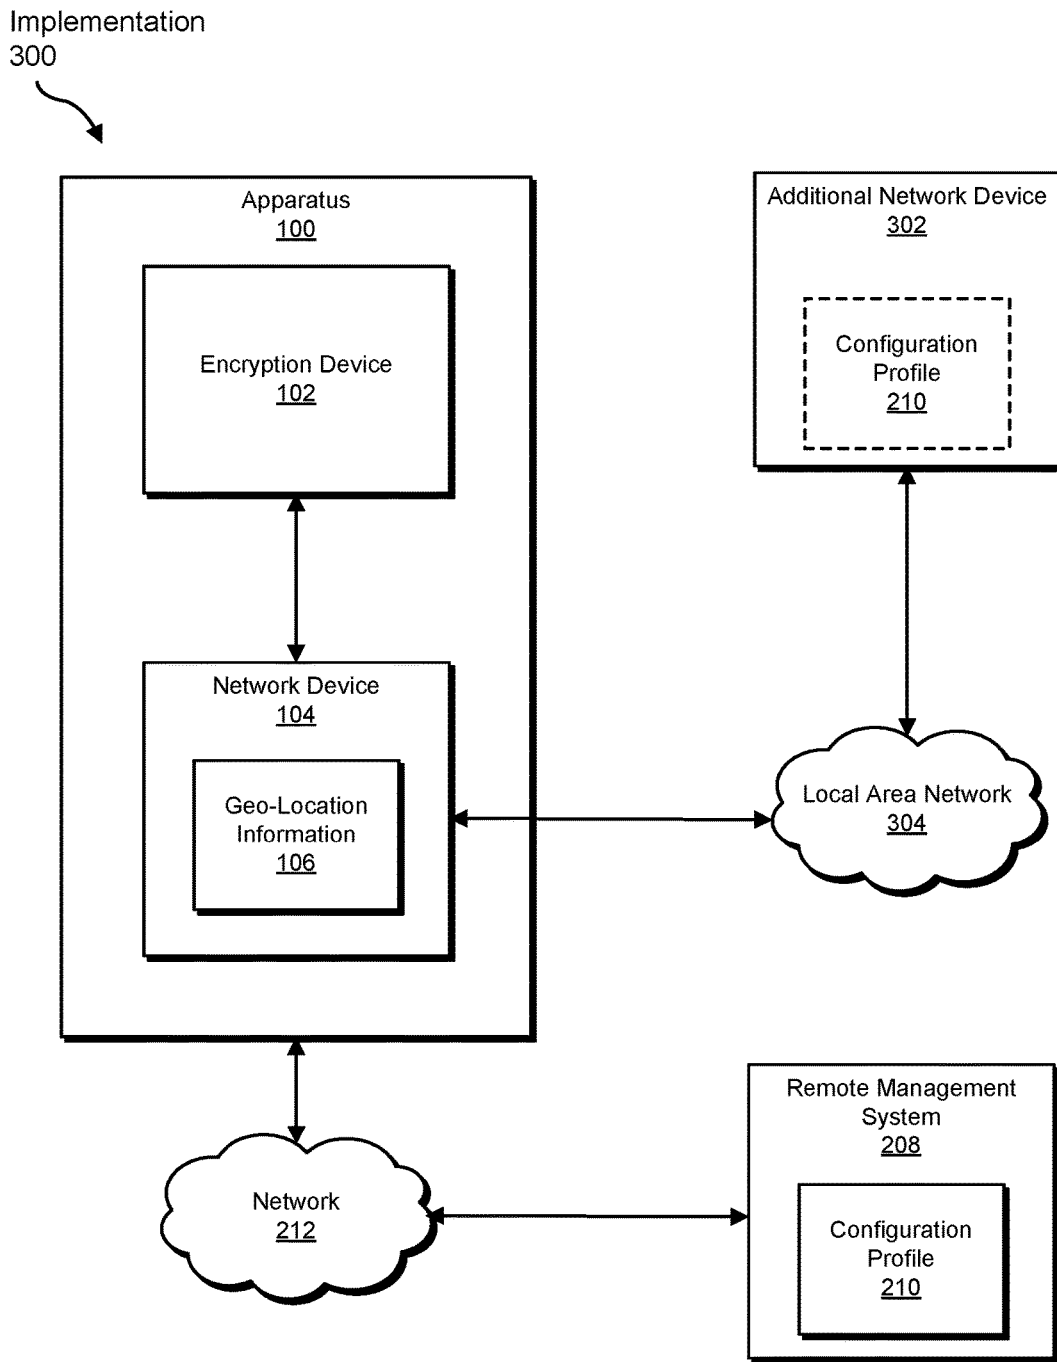 Implementation
300
Apparatus
100
Encryption Device
102
Network Device
104
Geo-Location
Information
106
Additional Network Device
302
Configuration
Profile
210
Local Area Network
304
Network
212
Remote Management
System
208
Configuration
Profile
210